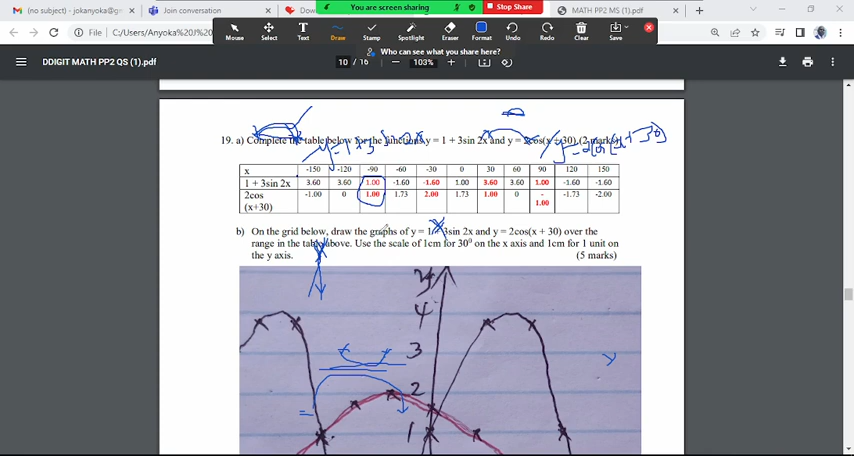 (no subject) - jokanyoka@gm
Join conversation
Down
You are screen sharing
Stop Share
MATH PP2 MS (1).pdf
File
C:/Users/Anyoka%20J%20
Mouse
Select
Text
Draw
Stamp
Spotlight
Eraser
Format
Undo
Redo
Clear
Save
Who can see what you share here?
DDIGIT MATH PP2 QS (1).pdf
10 / 16
103%
19. a) Complete the table below for the functions y = 1 + 3sin 2x and y = 2cos(x + 30) (2 marks)
x -150 -120 -90 -60 -30 0 30 60 90 120 150
1 + 3sin 2x 3.60 3.60 1.00 -1.60 -1.60 1.00 3.60 3.60 1.00 -1.60 -1.60
2cos (x+30) -1.00 0 1.00 1.73 2.00 1.73 1.00 0 -1.00 -1.73 -2.00
b) On the grid below, draw the graphs of y = 1 + 3sin 2x and y = 2cos(x + 30) over the
range in the table above. Use the scale of 1cm for 30⁰ on the x axis and 1cm for 1 unit on
the y axis. (5 marks)
4
3
2
1